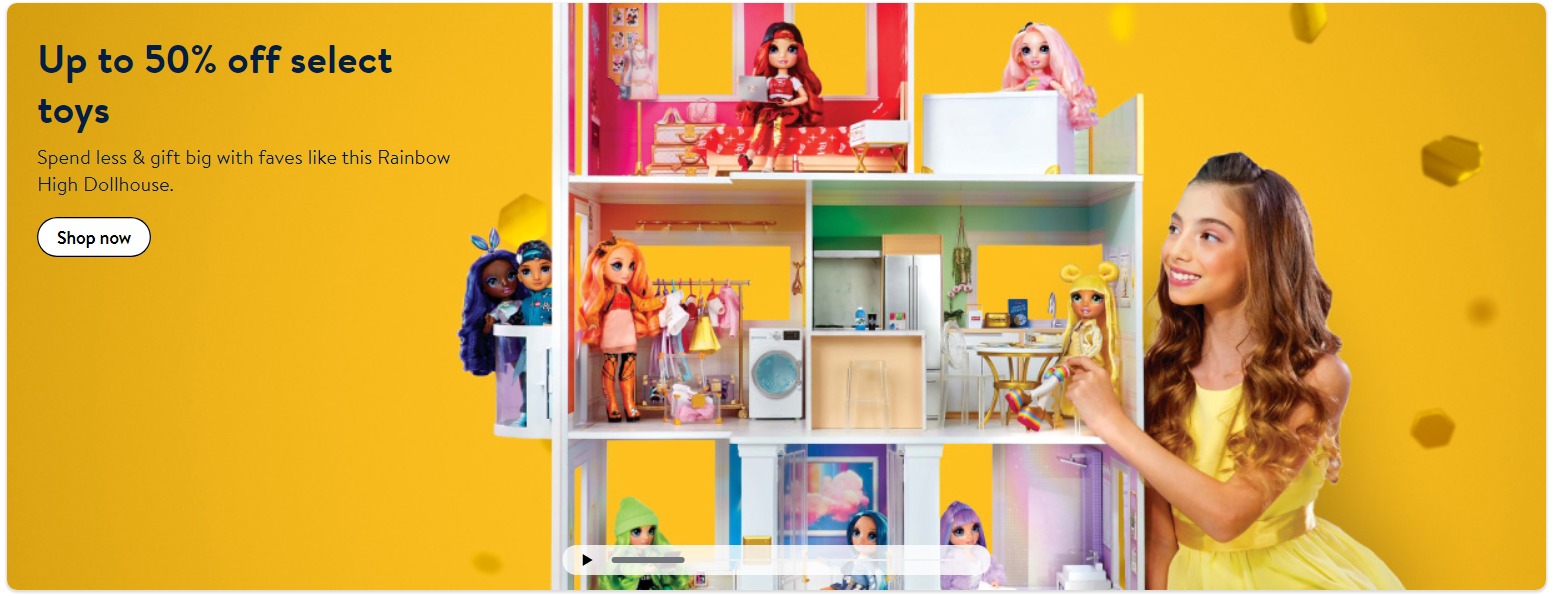 Up to 50% off select
toys
Spend less & gift big with faves like this Rainbow
High Dollhouse.
Shop now